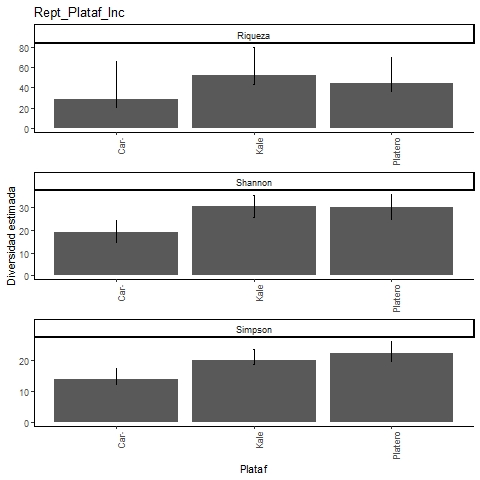 Rept_Plataf_Inc
Riqueza
80
60
40
20
0
Car-
Kale
Platero
Shannon
30
20
10
0
Car-
Kale
Platero
Simpson
20
10
0
Car-
Kale
Platero
Diversidad estimada
Plataf